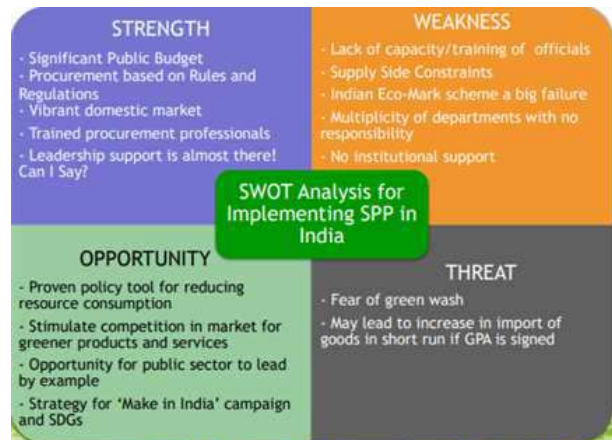 STRENGTH
- Significant Public Budget
- Procurement based on Rules and
Regulations
- Vibrant domestic market
- Trained procurement professionals
- Leadership support is almost there!
Can I Say?
WEAKNESS
- Lack of capacity/training of officials
- Supply Side Constraints
- Indian Eco-Mark scheme a big failure
- Multiplicity of departments with no
responsibility
- No institutional support
SWOT Analysis for
Implementing SPP in
India
OPPORTUNITY
- Proven policy tool for reducing
resource consumption
- Stimulate competition in market for
greener products and services
- Opportunity for public sector to lead
by example
- Strategy for ‘Make in India’ campaign
and SDGs
THREAT
- Fear of green wash
- May lead to increase in import of
goods in short run if GPA is signed